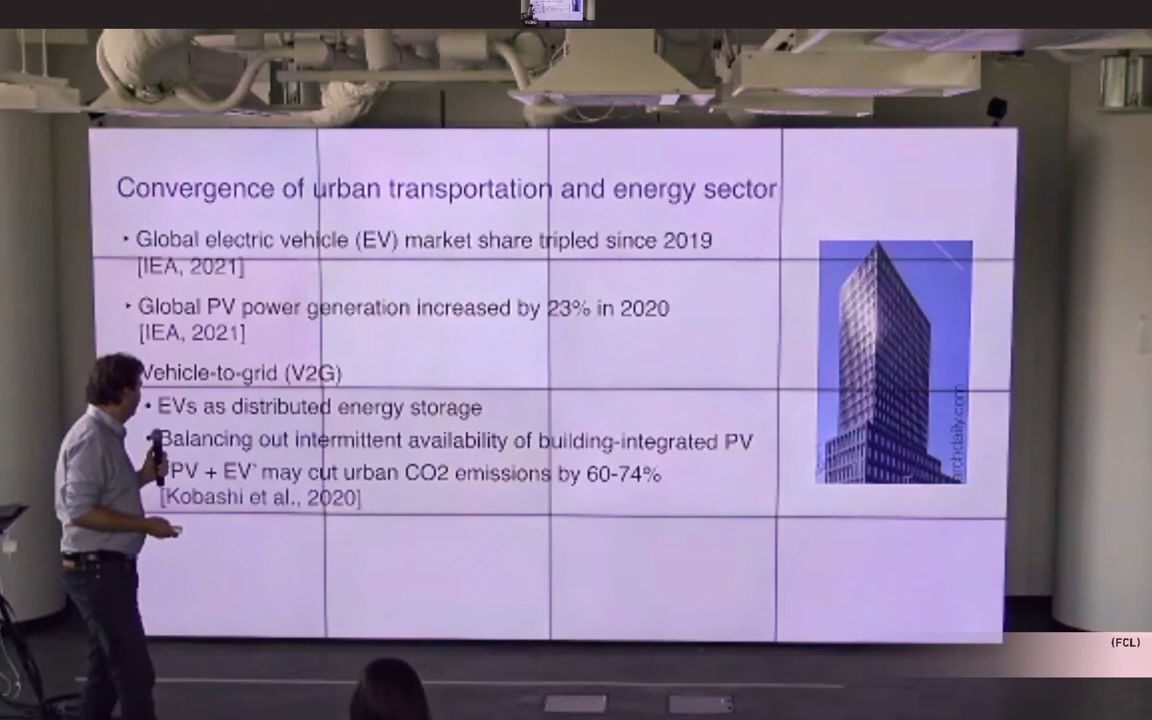 Video
Convergence of urban transportation and energy sector
• Global electric vehicle (EV) market share tripled since 2019
[IEA, 2021]
• Global PV power generation increased by 23% in 2020
[IEA, 2021]
Vehicle-to-grid (V2G)
• EVs as distributed energy storage
• Balancing out intermittent availability of building-integrated PV
'PV + EV' may cut urban CO2 emissions by 60-74%
[Kobashi et al., 2020]
archdaily.com
(FCL)